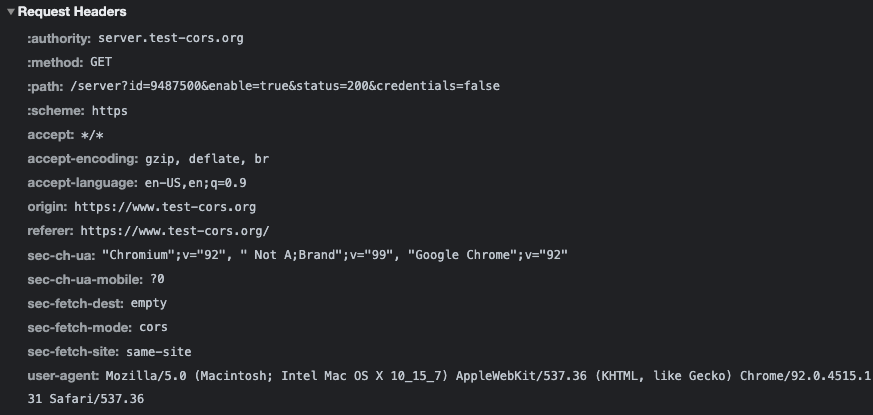 Request Headers
:authority: server.test-cors.org
:method: GET
:path: /server?id=9487500&enable=true&status=200&credentials=false
:scheme: https
accept: */*
accept-encoding: gzip, deflate, br
accept-language: en-US,en;q=0.9
origin: https://www.test-cors.org
referer: https://www.test-cors.org/
sec-ch-ua: "Chromium";v="92", " Not A;Brand";v="99", "Google Chrome";v="92"
sec-ch-ua-mobile: ?0
sec-fetch-dest: empty
sec-fetch-mode: cors
sec-fetch-site: same-site
user-agent: Mozilla/5.0 (Macintosh; Intel Mac OS X 10_15_7) AppleWebKit/537.36 (KHTML, like Gecko) Chrome/92.0.4515.1
31 Safari/537.36